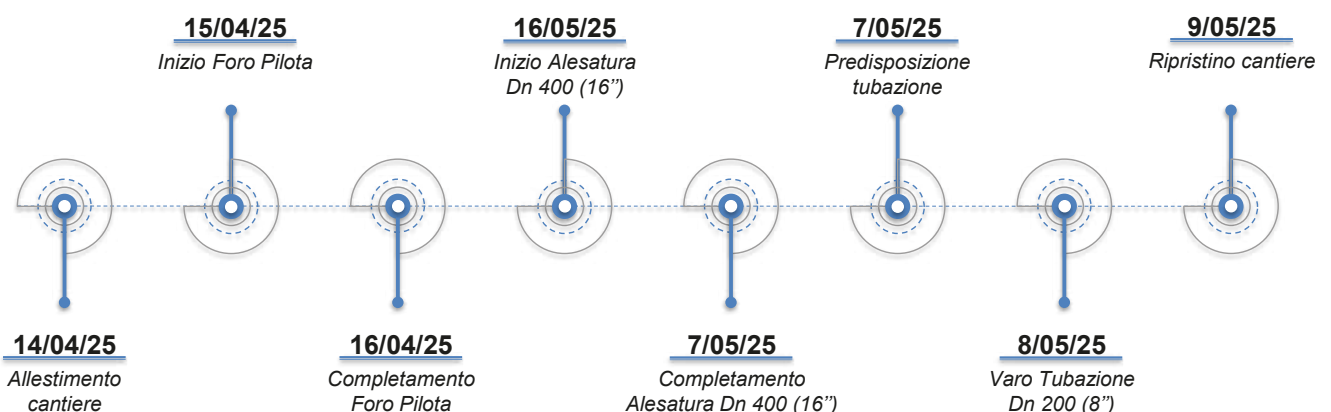 15/04/25
Inizio Foro Pilota
16/05/25
Inizio Alesatura
Dn 400 (16”)
7/05/25
Predisposizione
tubazione
9/05/25
Ripristino cantiere
14/04/25
Allestimento
cantiere
16/04/25
Completamento
Foro Pilota
7/05/25
Completamento
Alesatura Dn 400 (16”)
8/05/25
Varo Tubazione
Dn 200 (8”)